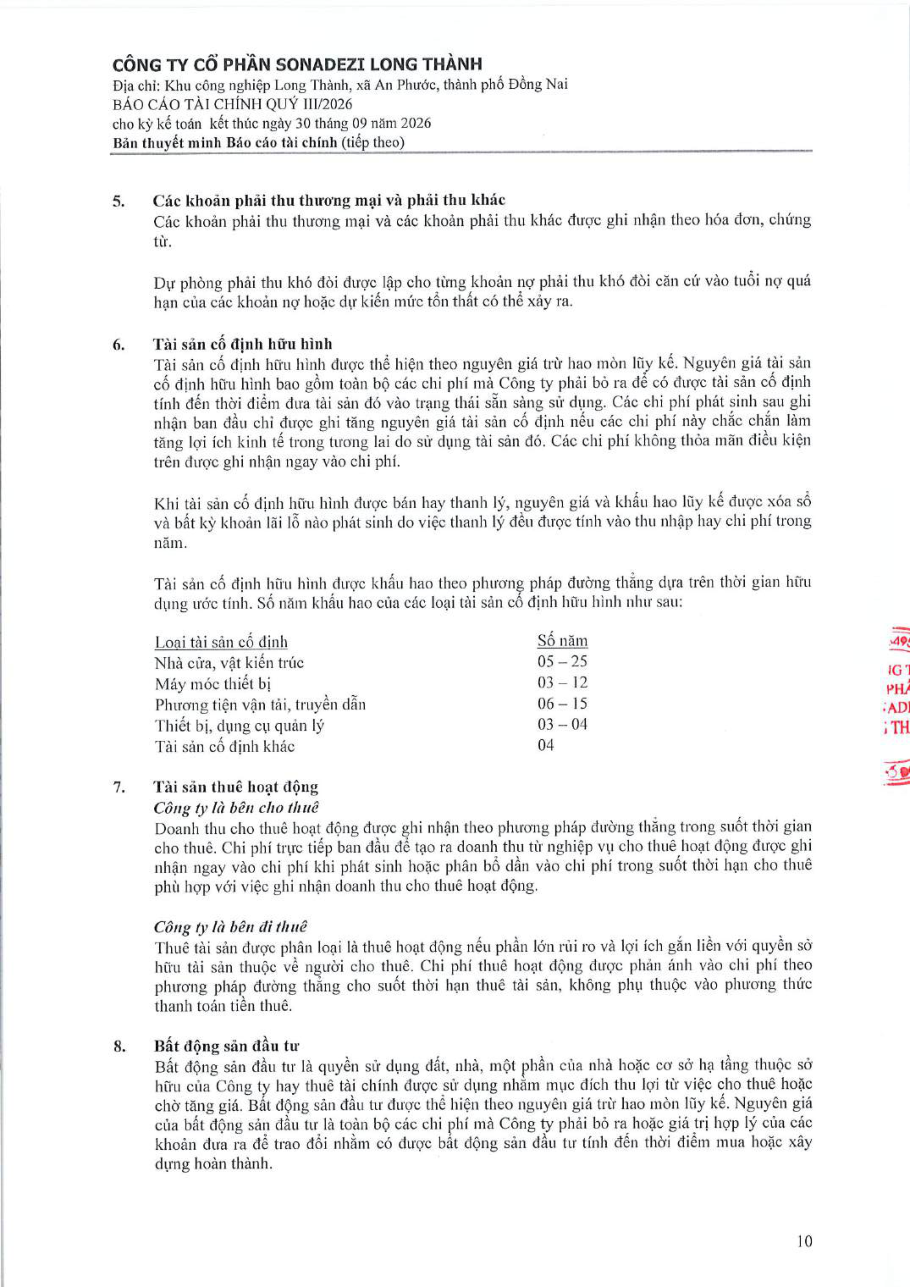 CÔNG TY CỔ PHẦN SONADEZI LONG THÀNH
Địa chỉ: Khu công nghiệp Long Thành, xã An Phước, thành phố Đồng Nai
BÁO CÁO TÀI CHÍNH QUÝ III/2026
cho kỳ kế toán kết thúc ngày 30 tháng 09 năm 2026
Bản thuyết minh Báo cáo tài chính (tiếp theo)
5. Các khoản phải thu thương mại và phải thu khác
Các khoản phải thu thương mại và các khoản phải thu khác được ghi nhận theo hóa đơn, chứng
từ.
Dự phòng phải thu khó đòi được lập cho từng khoản nợ phải thu khó đòi căn cứ vào tuổi nợ quá
hạn của các khoản nợ hoặc dự kiến mức tổn thất có thể xảy ra.
6. Tài sản cố định hữu hình
Tài sản cố định hữu hình được thể hiện theo nguyên giá trừ hao mòn lũy kế. Nguyên giá tài sản
cố định hữu hình bao gồm toàn bộ các chi phí mà Công ty phải bỏ ra để có được tài sản cố định
tính đến thời điểm đưa tài sản đó vào trạng thái sẵn sàng sử dụng. Các chi phí phát sinh sau ghi
nhận ban đầu chỉ được ghi tăng nguyên giá tài sản cố định nếu các chi phí này chắc chắn làm
tăng lợi ích kinh tế trong tương lai do sử dụng tài sản đó. Các chi phí không thỏa mãn điều kiện
trên được ghi nhận ngay vào chi phí.
Khi tài sản cố định hữu hình được bán hay thanh lý, nguyên giá và khấu hao lũy kế được xóa sổ
và bất kỳ khoản lãi lỗ nào phát sinh do việc thanh lý đều được tính vào thu nhập hay chi phí trong
năm.
Tài sản cố định hữu hình được khấu hao theo phương pháp đường thẳng dựa trên thời gian hữu
dụng ước tính. Số năm khấu hao của các loại tài sản cố định hữu hình như sau:
Loại tài sản cố định Số năm
Nhà cửa, vật kiến trúc 05 – 25
Máy móc thiết bị 03 – 12
Phương tiện vận tải, truyền dẫn 06 – 15
Thiết bị, dụng cụ quản lý 03 – 04
Tài sản cố định khác 04
7. Tài sản thuê hoạt động
Công ty là bên cho thuê
Doanh thu cho thuê hoạt động được ghi nhận theo phương pháp đường thẳng trong suốt thời gian
cho thuê. Chi phí trực tiếp ban đầu để tạo ra doanh thu từ nghiệp vụ cho thuê hoạt động được ghi
nhận ngay vào chi phí khi phát sinh hoặc phân bổ dần vào chi phí trong suốt thời hạn cho thuê
phù hợp với việc ghi nhận doanh thu cho thuê hoạt động.
Công ty là bên đi thuê
Thuê tài sản được phân loại là thuê hoạt động nếu phần lớn rủi ro và lợi ích gắn liền với quyền sở
hữu tài sản thuộc về người cho thuê. Chi phí thuê hoạt động được phản ánh vào chi phí theo
phương pháp đường thẳng cho suốt thời hạn thuê tài sản, không phụ thuộc vào phương thức
thanh toán tiền thuê.
8. Bất động sản đầu tư
Bất động sản đầu tư là quyền sử dụng đất, nhà, một phần của nhà hoặc cơ sở hạ tầng thuộc sở
hữu của Công ty hay thuê tài chính được sử dụng nhằm mục đích thu lợi từ việc cho thuê hoặc
chờ tăng giá. Bất động sản đầu tư được thể hiện theo nguyên giá trừ hao mòn lũy kế. Nguyên giá
của bất động sản đầu tư là toàn bộ các chi phí mà Công ty phải bỏ ra hoặc giá trị hợp lý của các
khoản đưa ra để trao đổi nhằm có được bất động sản đầu tư tính đến thời điểm mua hoặc xây
dựng hoàn thành.
10